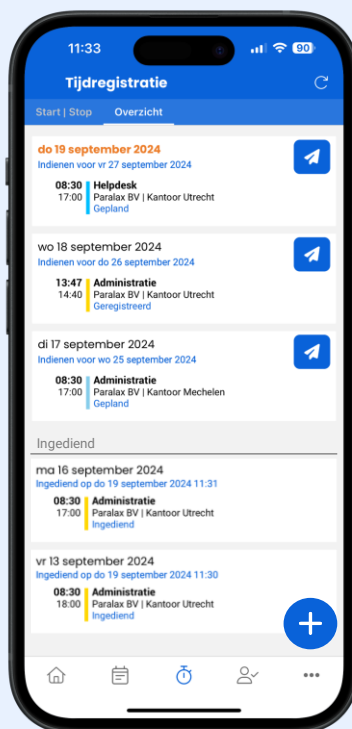 11:33
90
Tijdregistratie
Start | Stop Overzicht
do 19 september 2024
Indienen voor vr 27 september 2024
08:30 Helpdesk
17:00 Paralax BV | Kantoor Utrecht
Gepland
wo 18 september 2024
Indienen voor do 26 september 2024
13:47 Administratie
14:40 Paralax BV | Kantoor Utrecht
Geregistreerd
di 17 september 2024
Indienen voor wo 25 september 2024
08:30 Administratie
17:00 Paralax BV | Kantoor Mechelen
Gepland
Ingediend
ma 16 september 2024
Ingediend op do 19 september 2024 11:31
08:30 Administratie
17:00 Paralax BV | Kantoor Utrecht
Ingediend
vr 13 september 2024
Ingediend op do 19 september 2024 11:30
08:30 Administratie
18:00 Paralax BV | Kantoor Utrecht
Ingediend